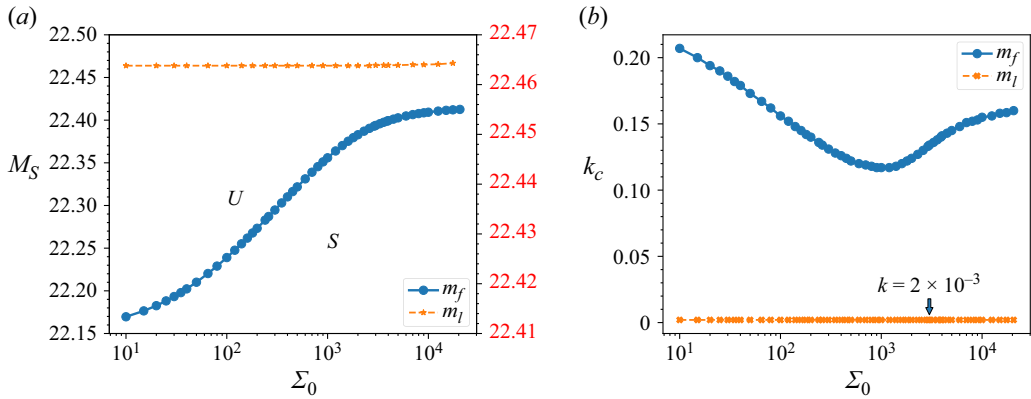 (a)
22.50
22.45
22.40
22.35
22.30
22.25
22.20
22.15
M_S
U
S
m_f
m_l
22.47
22.46
22.45
22.44
22.43
22.42
22.41
10^1
10^2
10^3
10^4
Σ_0
(b)
0.20
0.15
0.10
0.05
0
k_c
m_f
m_l
k = 2 × 10^{-3}
10^1
10^2
10^3
10^4
Σ_0